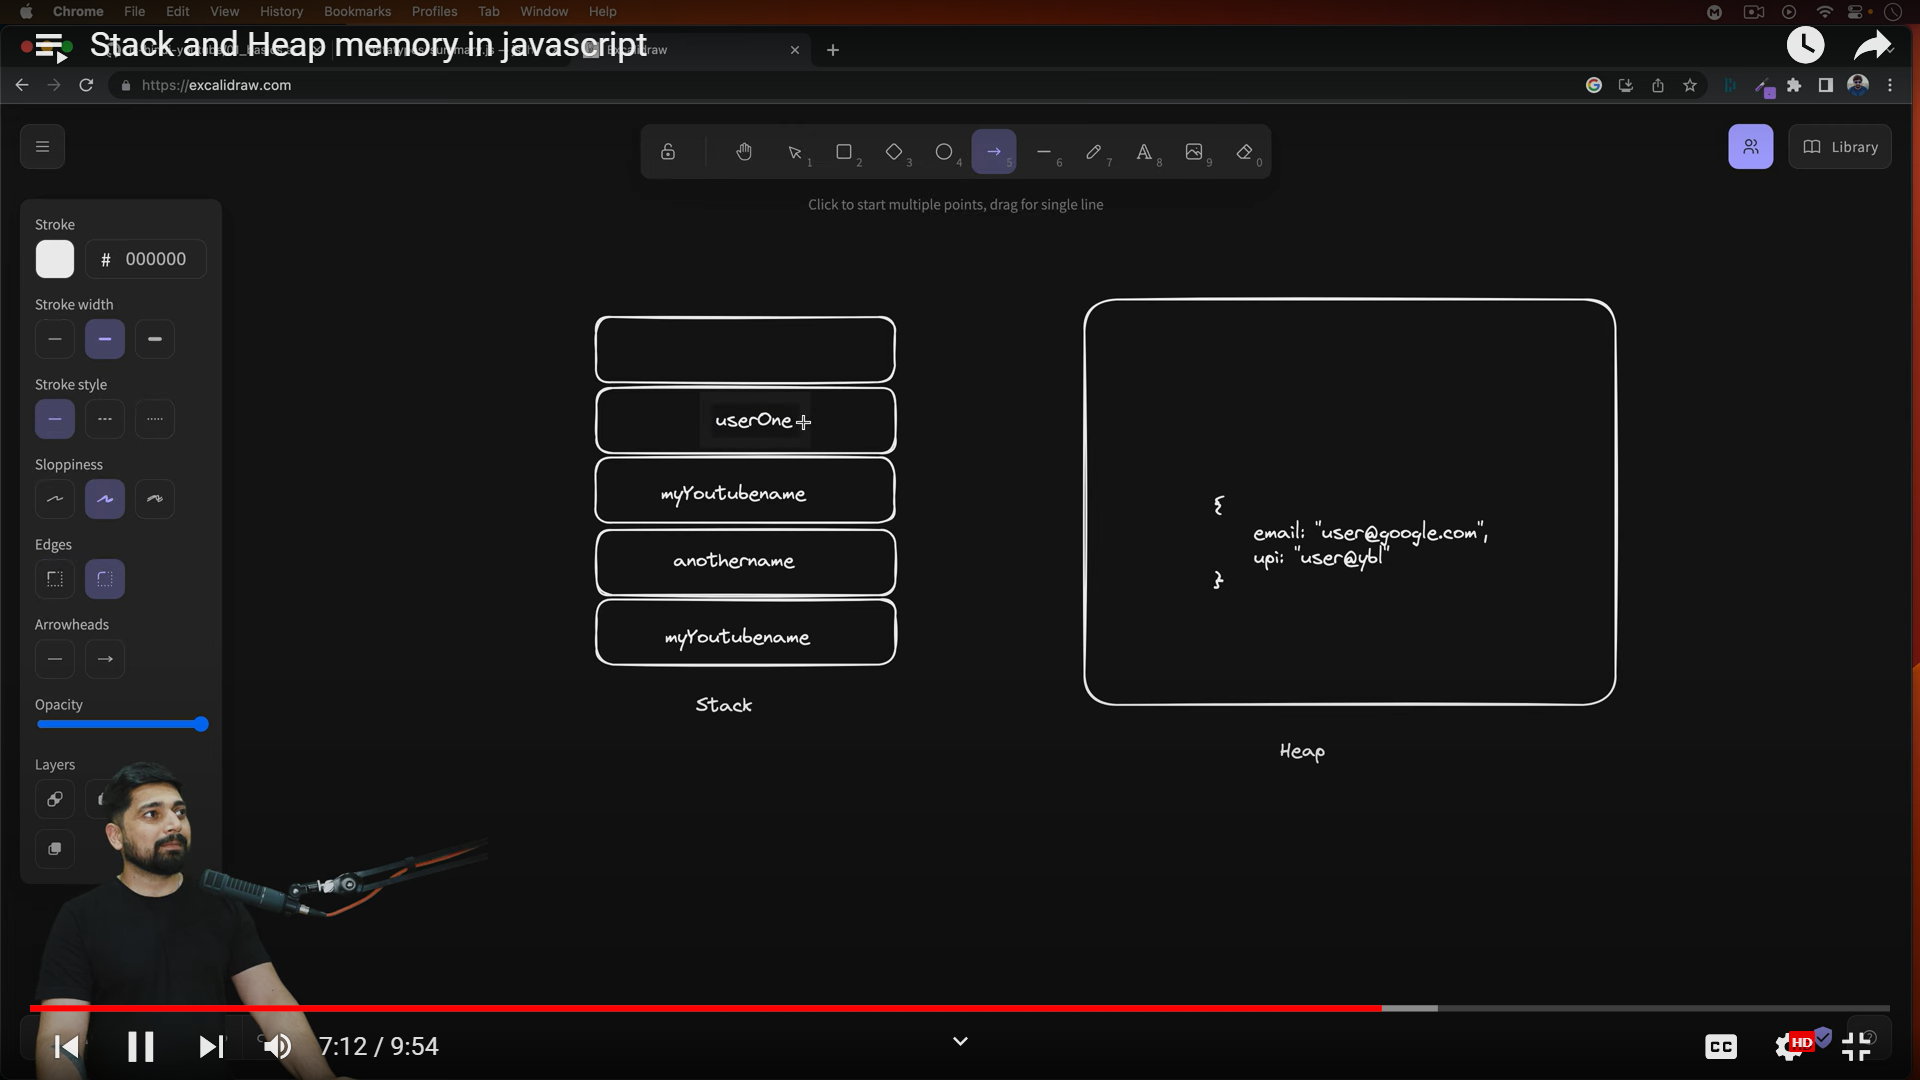 Chrome File Edit View History Bookmarks Profiles Tab Window Help
Stack and Heap memory in javascript
https://excalidraw.com
1 2 3 4 5 6 7 8 9 0
Library
Click to start multiple points, drag for single line
Stroke
# 000000
Stroke width
Stroke style
Sloppiness
Edges
Arrowheads
Opacity
Layers
userOne
myYoutubename
anothername
myYoutubename
Stack
{
email: "user@google.com",
upi: "user@ybl"
}
Heap
7:12 / 9:54
CC
HD